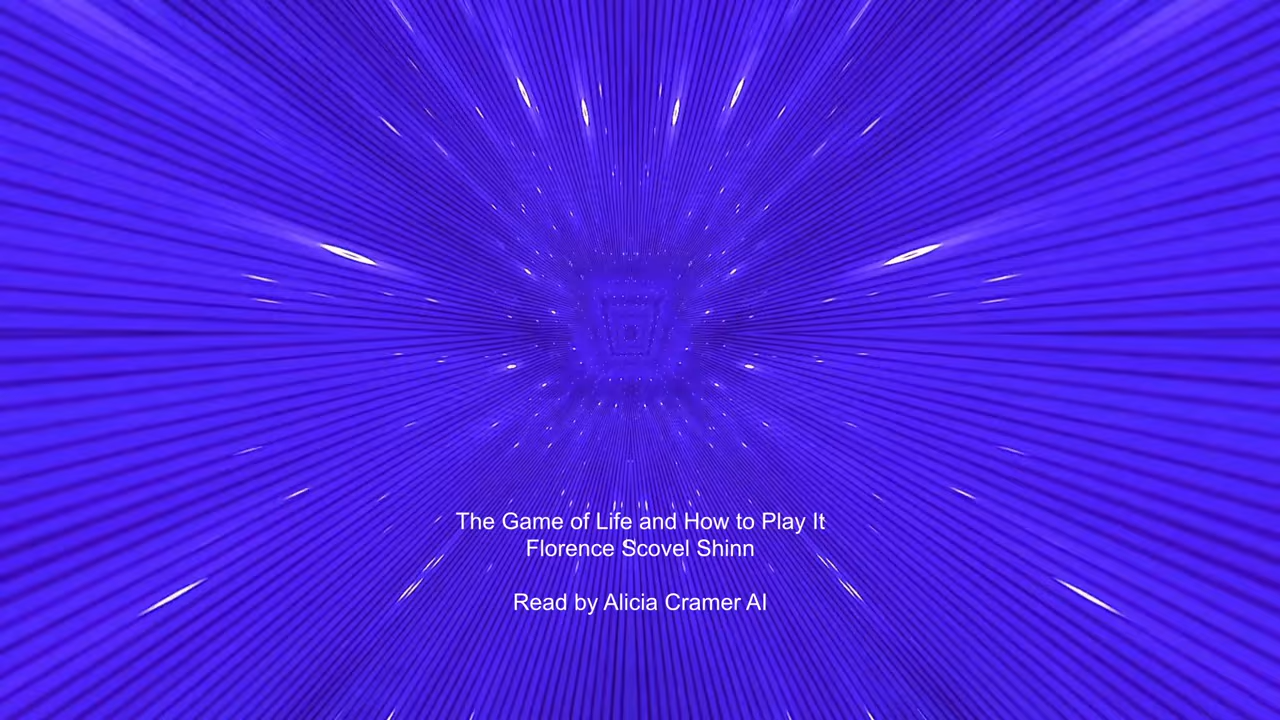 The Game of Life and How to Play It
Florence Scovel Shinn
Read by Alicia Cramer AI